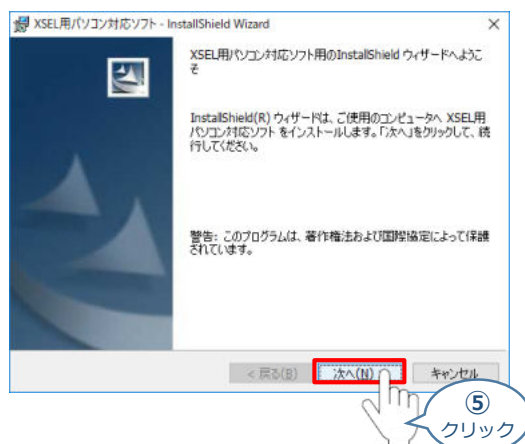 XSEL用パソコン対応ソフト - InstallShield Wizard
XSEL用パソコン対応ソフト用のInstallShield ウィザードへようこ
そ
InstallShield(R) ウィザードは、ご使用のコンピュータへ XSEL用
パソコン対応ソフト をインストールします。「次へ」をクリックして、続
行してください。
警告: このプログラムは、著作権法および国際協定によって保護
されています。
< 戻る(B)
次へ(N)
キャンセル
⑤
クリック